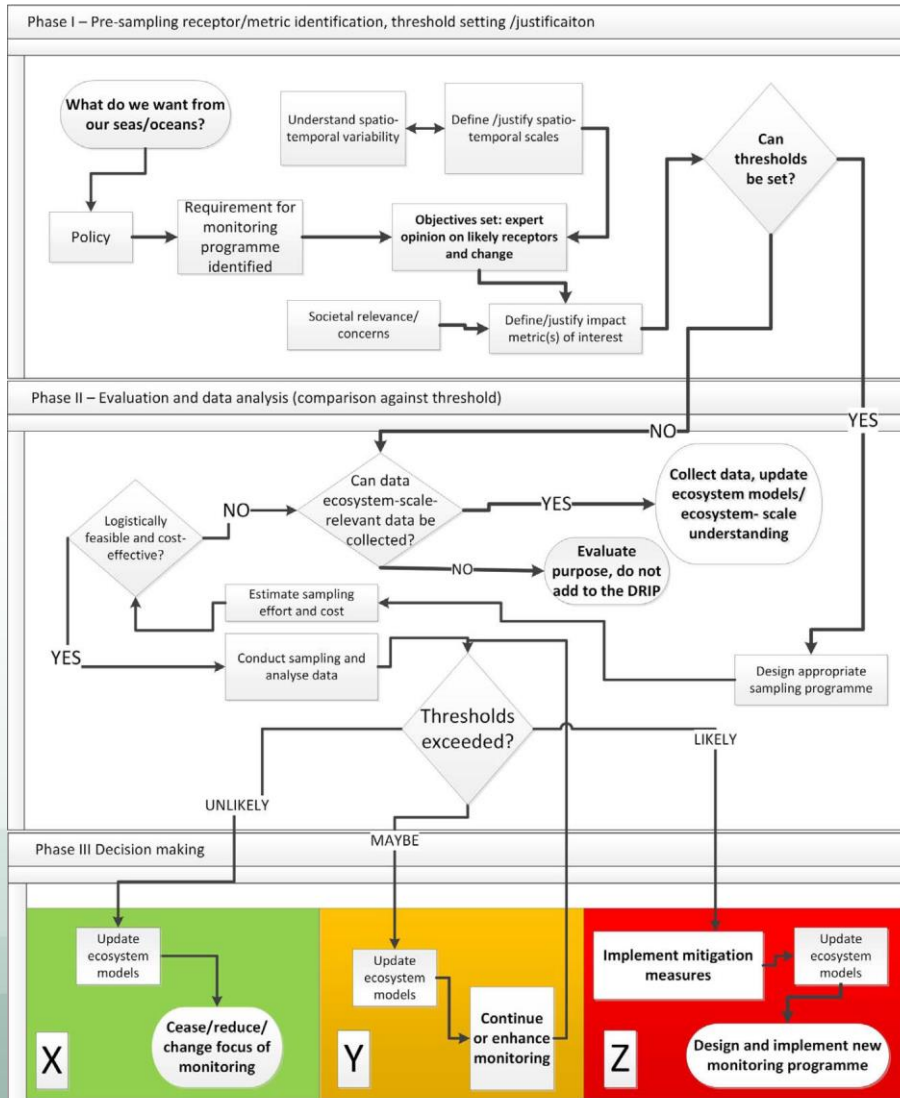 Phase I – Pre-sampling receptor/metric identification, threshold setting /justificaiton
What do we want from
our seas/oceans?
Understand spatio-
temporal variability
Define /justify spatio-
temporal scales
Can
thresholds
be set?
Policy
Requirement for
monitoring
programme
identified
Objectives set: expert
opinion on likely receptors
and change
Societal relevance/
concerns
Define/justify impact
metric(s) of interest
Phase II – Evaluation and data analysis (comparison against threshold)
NO
YES
Logistically
feasible and cost-
effective?
NO
Can data
ecosystem-scale-
relevant data be
collected?
YES
Collect data, update
ecosystem models/
ecosystem- scale
understanding
NO
Evaluate
purpose, do not
add to the DRIP
Estimate sampling
effort and cost
YES
Conduct sampling and
analyse data
Design appropriate
sampling programme
Thresholds
exceeded?
LIKELY
UNLIKELY
MAYBE
Phase III Decision making
Update
ecosystem
models
Cease/reduce/
change focus of
monitoring
X
Update
ecosystem
models
Continue
or enhance
monitoring
Y
Implement mitigation
measures
Update
ecosystem
models
Design and implement new
monitoring programme
Z